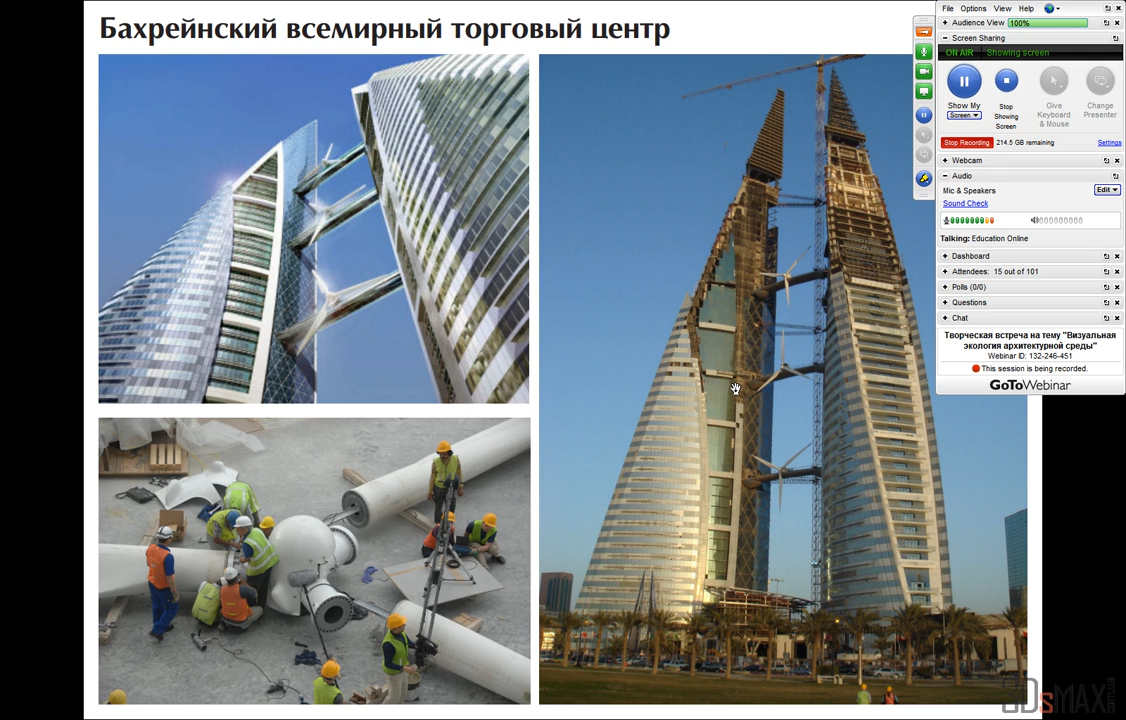 Бахрейнский всемирный торговый центр
File Options View Help
Audience View 100%
Screen Sharing
ON AIR Showing screen
Show My
Screen
Stop
Showing
Screen
Give
Keyboard
& Mouse
Change
Presenter
Stop Recording 214.5 GB remaining Settings
Webcam
Audio
Mic & Speakers Edit
Sound Check
Talking: Education Online
Dashboard
Attendees: 15 out of 101
Polls (0/0)
Questions
Chat
Творческая встреча на тему "Визуальная
экология архитектурной среды"
Webinar ID: 132-246-451
This session is being recorded.
GoToWebinar
3DsMAX.ua